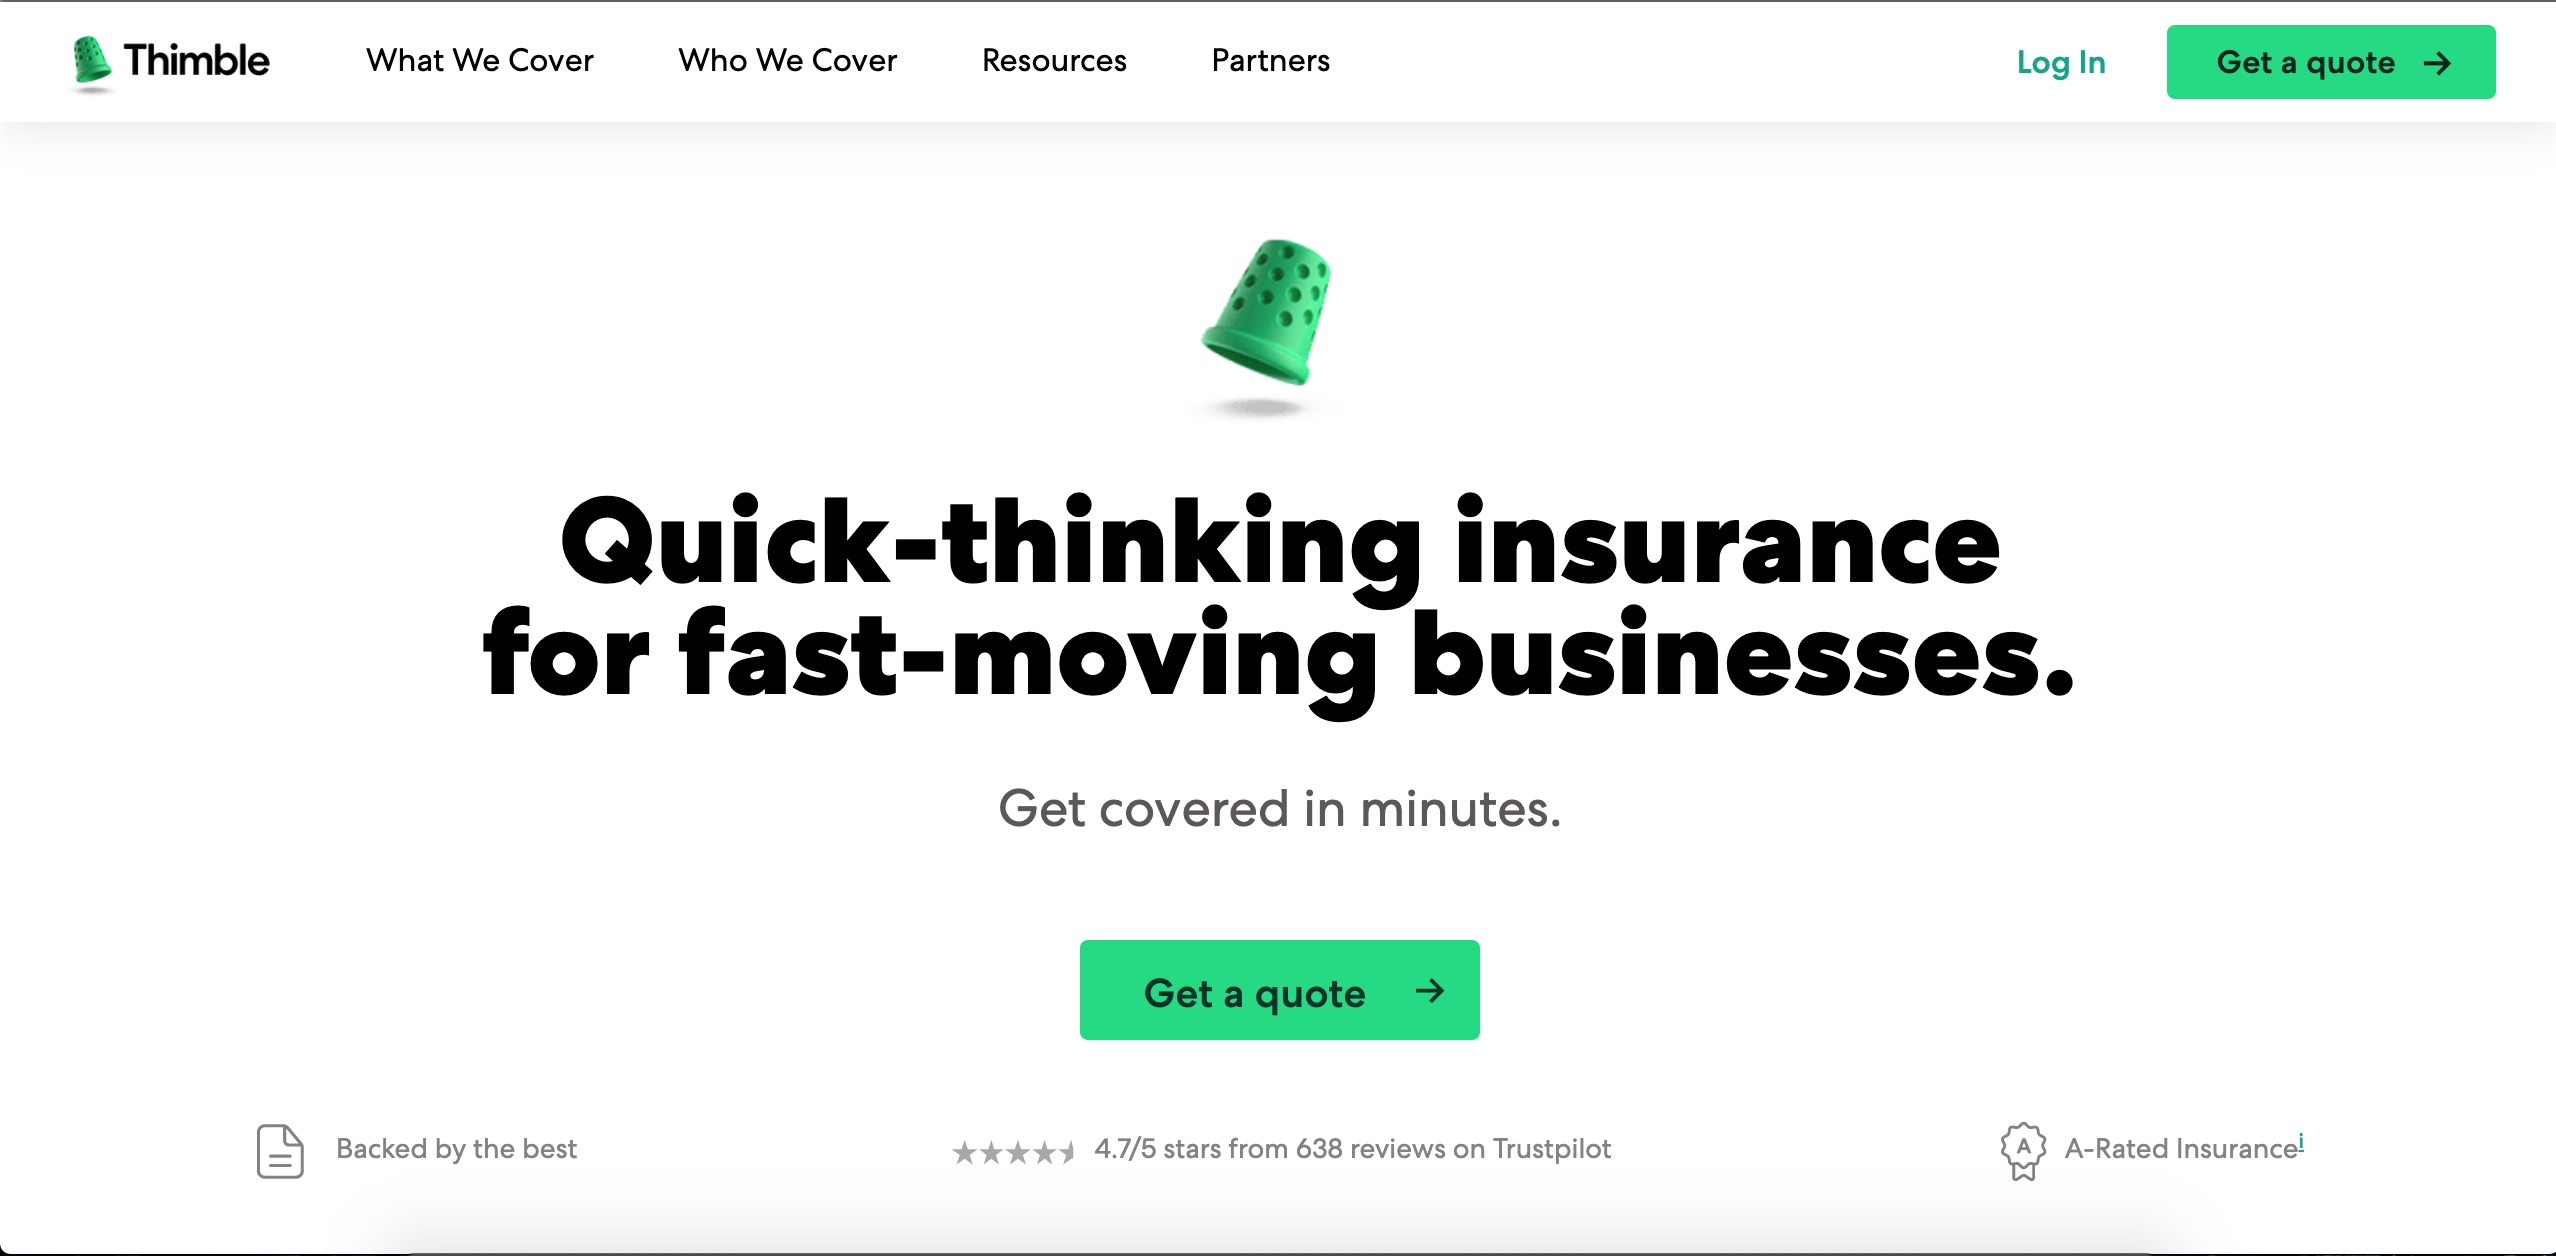 Thimble
What We Cover
Who We Cover
Resources
Partners
Log In
Get a quote →
Quick-thinking insurance
for fast-moving businesses.
Get covered in minutes.
Get a quote →
Backed by the best
4.7/5 stars from 638 reviews on Trustpilot
A
A-Rated Insurance i